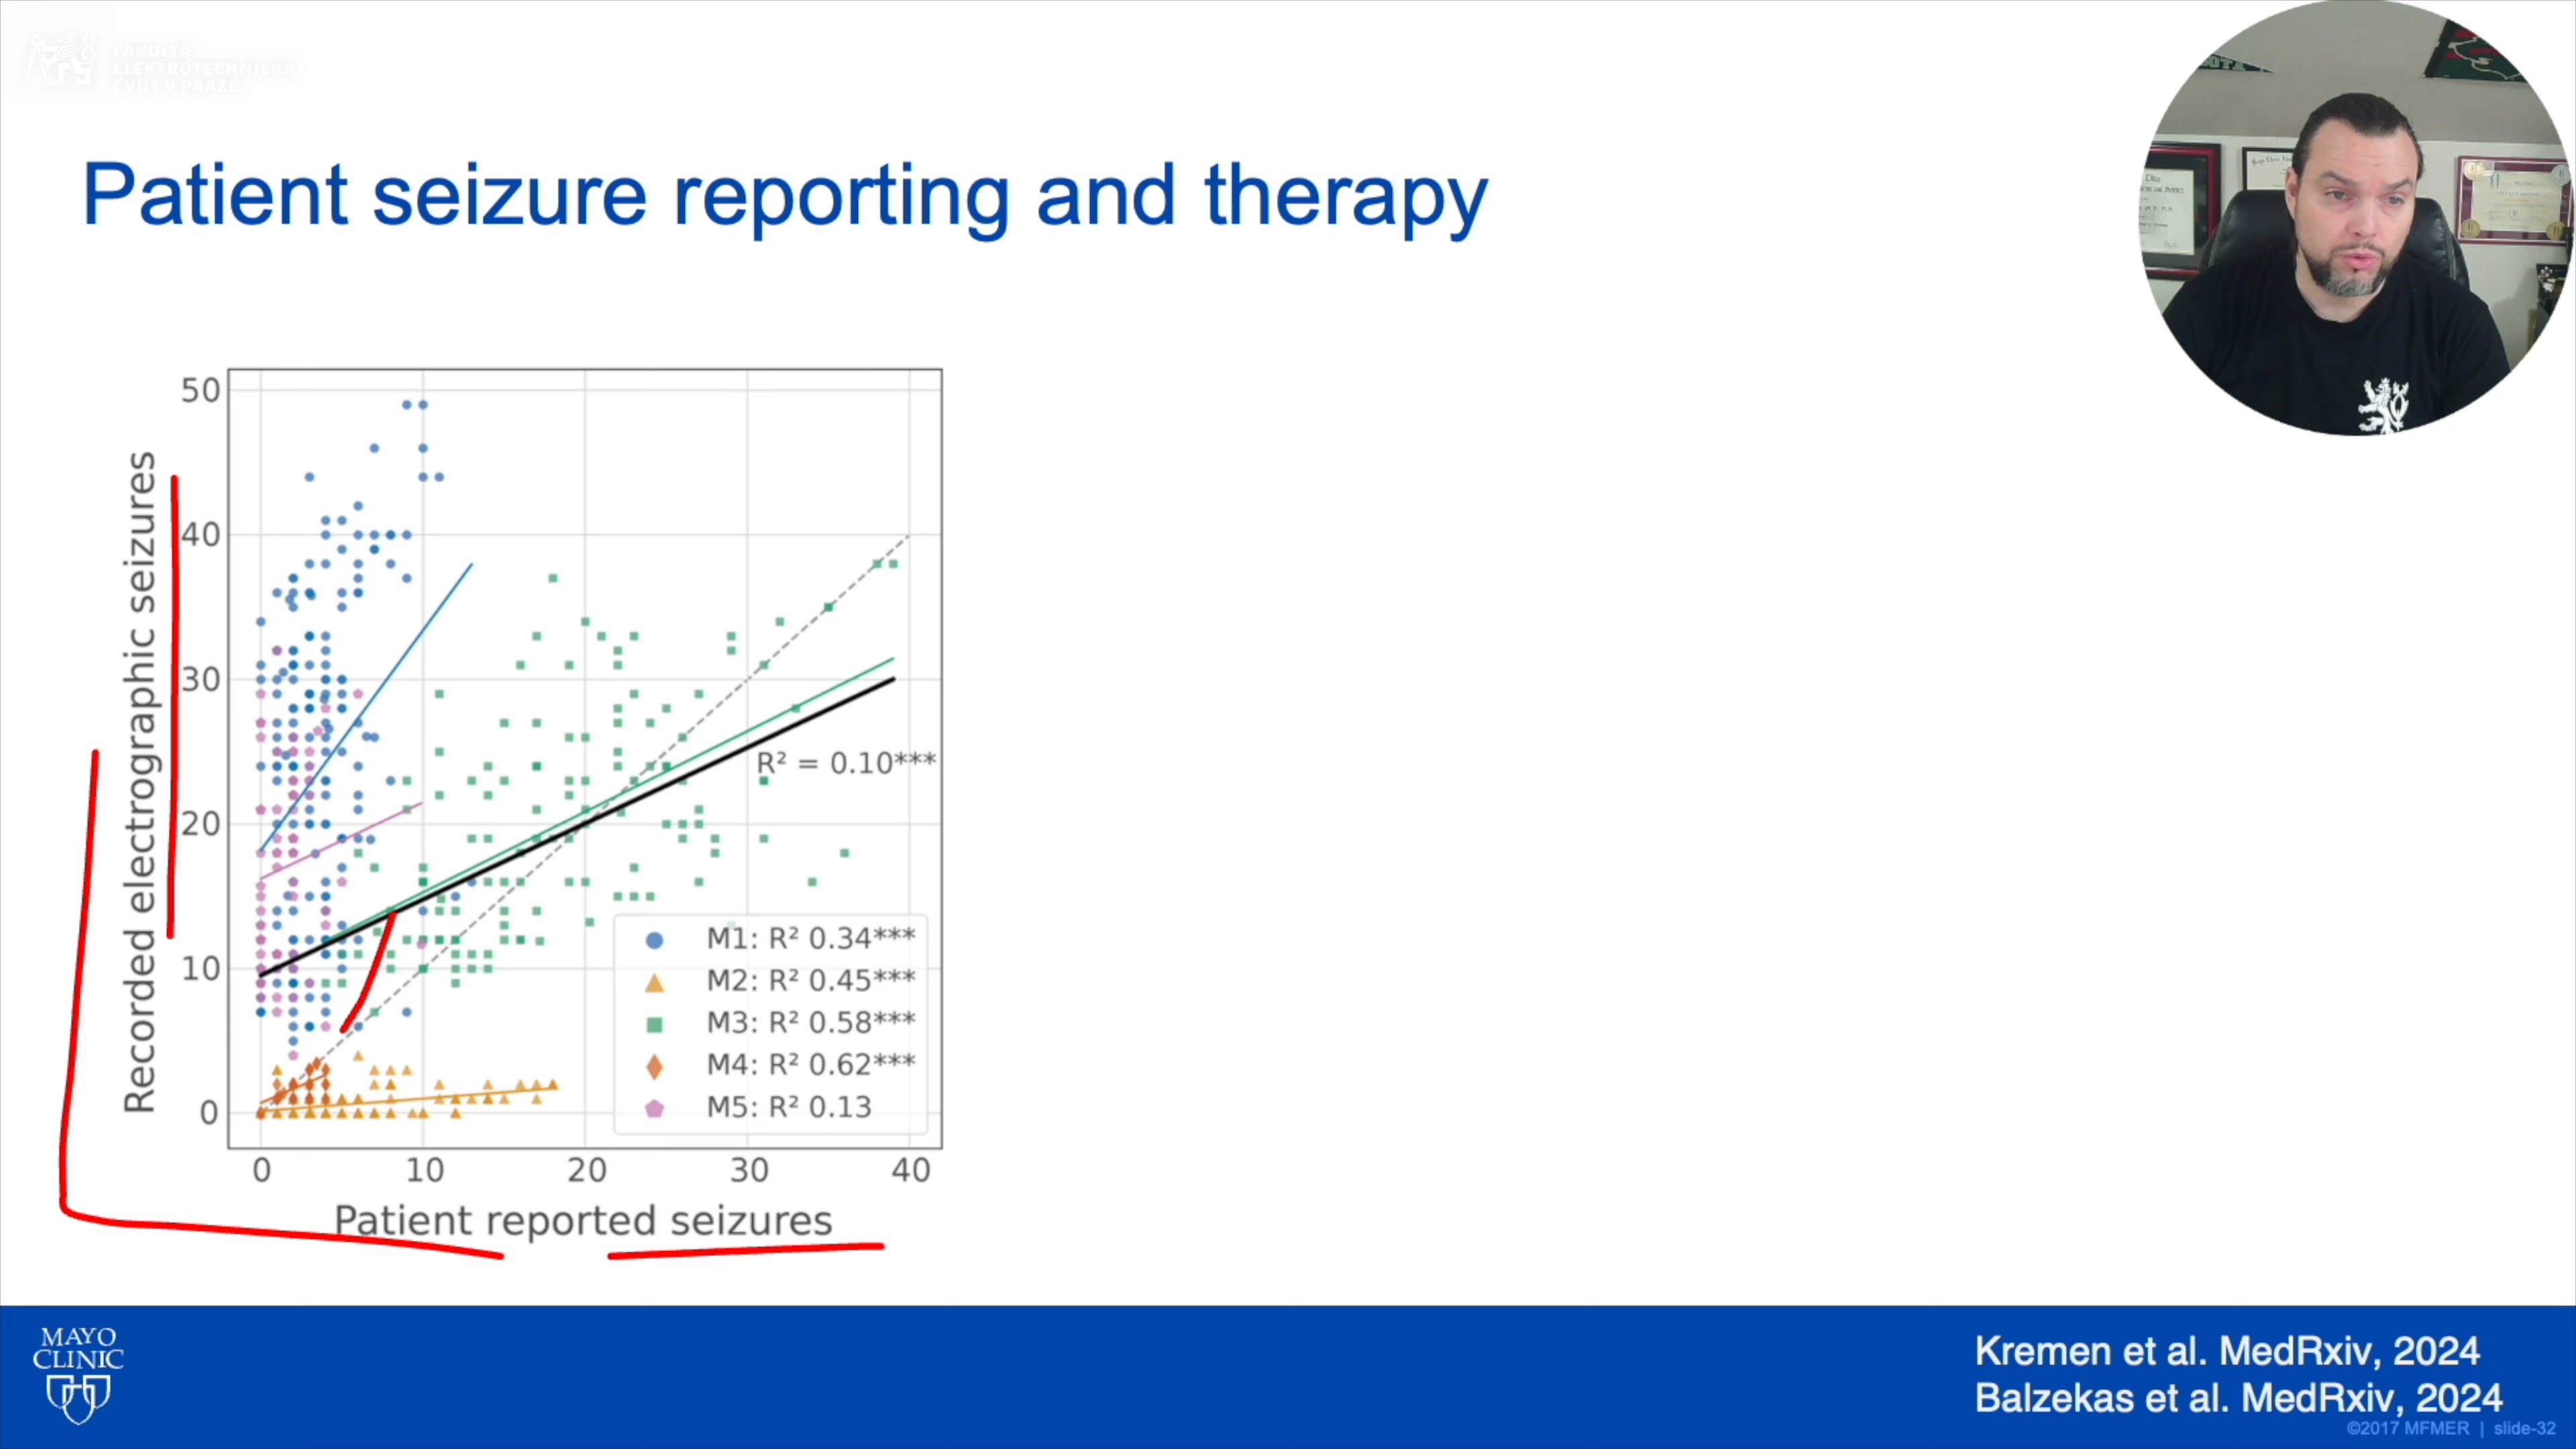 FAKULTA
ELEKTROTECHNICKÁ
ČVUT V PRAZE
Patient seizure reporting and therapy
Recorded electrographic seizures
50
40
30
20
10
0
R² = 0.10***
M1: R² 0.34***
M2: R² 0.45***
M3: R² 0.58***
M4: R² 0.62***
M5: R² 0.13
0 10 20 30 40
Patient reported seizures
MAYO
CLINIC
Kremen et al. MedRxiv, 2024
Balzekas et al. MedRxiv, 2024
©2017 MFMER | slide-32